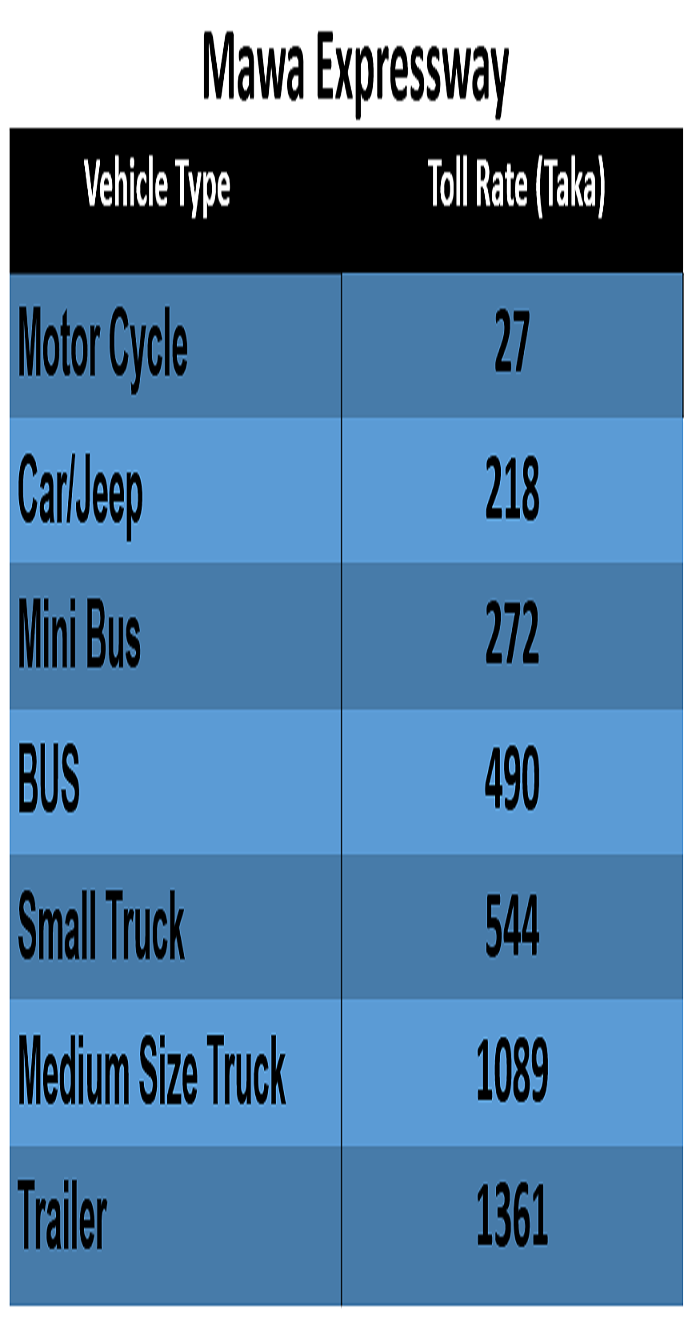 Mawa Expressway
Vehicle Type Toll Rate (Taka)
Motor Cycle 27
Car/Jeep 218
Mini Bus 272
BUS 490
Small Truck 544
Medium Size Truck 1089
Trailer 1361